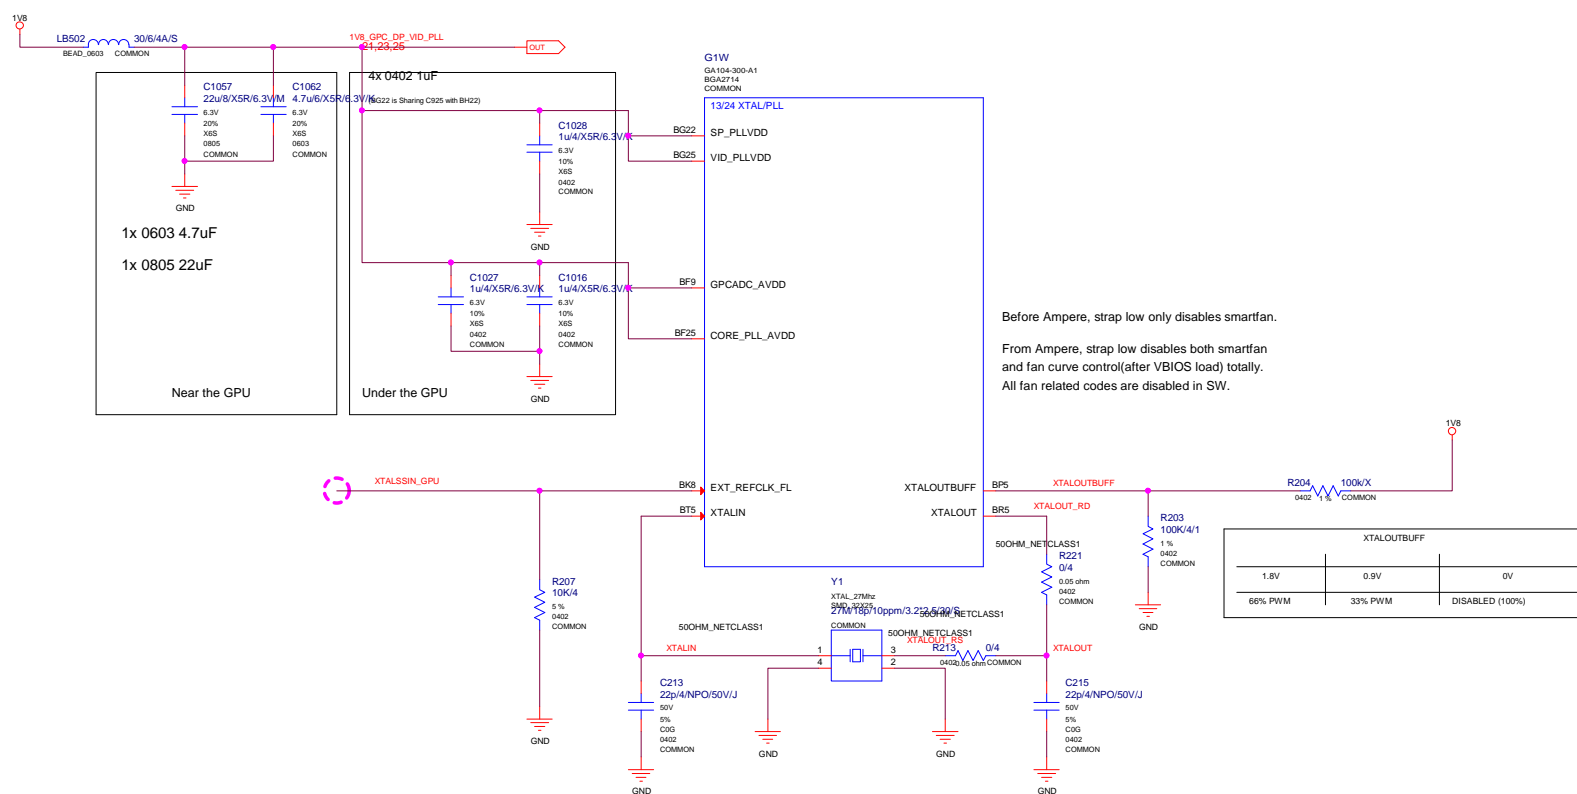 1V8
LB502
30/6/4A/S
BEAD_0603
COMMON
1V8_GPC_DP_VID_PLL
21,23,25
OUT
C1057
22u/8/X5R/6.3V/M
6.3V
20%
X6S
0805
COMMON
C1062
4.7u/6/X5R/6.3V/K
6.3V
20%
X6S
0603
COMMON
GND
1x 0603 4.7uF
1x 0805 22uF
Near the GPU
4x 0402 1uF
(BG22 is Sharing C925 with BH22)
C1028
1u/4/X5R/6.3V/K
6.3V
10%
X6S
0402
COMMON
GND
C1027
1u/4/X5R/6.3V/K
6.3V
10%
X6S
0402
COMMON
C1016
1u/4/X5R/6.3V/K
6.3V
10%
X6S
0402
COMMON
GND
Under the GPU
G1W
GA104-300-A1
BGA2714
COMMON
13/24 XTAL/PLL
BG22
SP_PLLVDD
BG25
VID_PLLVDD
BF9
GPCADC_AVDD
BF25
CORE_PLL_AVDD
BK8
EXT_REFCLK_FL
BT5
XTALIN
XTALOUTBUFF
BP5
XTALOUT
BR5
Before Ampere, strap low only disables smartfan.
From Ampere, strap low disables both smartfan
and fan curve control(after VBIOS load) totally.
All fan related codes are disabled in SW.
XTALSSIN_GPU
R207
10K/4
5 %
0402
COMMON
GND
XTALOUTBUFF
XTALOUT_RD
50OHM_NETCLASS1
R221
0/4
0.05 ohm
0402
COMMON
1V8
R204
100k/X
0402
1 %
COMMON
R203
100K/4/1
1 %
0402
COMMON
GND
XTALOUTBUFF
1.8V
0.9V
0V
66% PWM
33% PWM
DISABLED (100%)
Y1
XTAL_27Mhz
SMD_32X25
27M/18p/10ppm/3.2*2.5/30/S
COMMON
50OHM_NETCLASS1
50OHM_NETCLASS1
50OHM_NETCLASS1
XTALIN
1
4
3
2
XTALOUT_RS
R213
0/4
0402
0.05 ohm
COMMON
XTALOUT
C213
22p/4/NPO/50V/J
50V
5%
C0G
0402
COMMON
GND
GND
GND
C215
22p/4/NPO/50V/J
50V
5%
C0G
0402
COMMON
GND